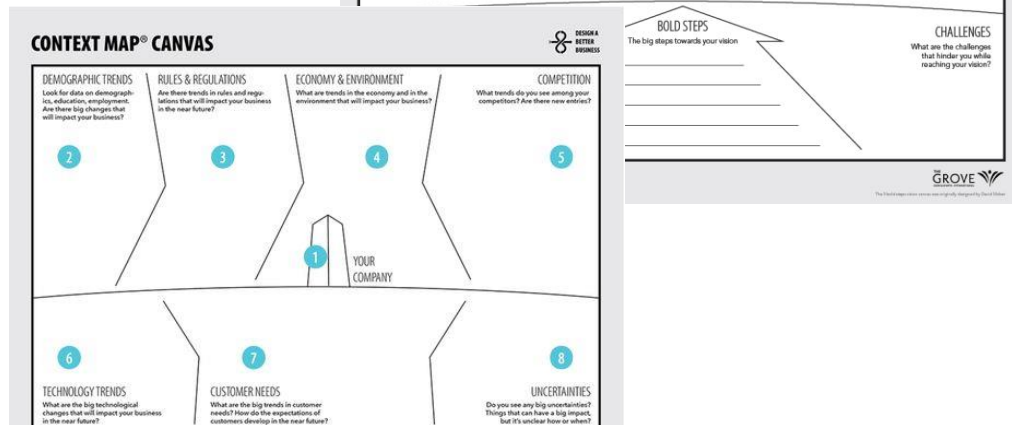 CONTEXT MAP® CANVAS
DESIGN A
BETTER
BUSINESS
DEMOGRAPHIC TRENDS
Look for data on demograph-
ics, education, employment.
Are there big changes that
will impact your business?
RULES & REGULATIONS
Are there trends in rules and regu-
lations that will impact your business
in the near future?
ECONOMY & ENVIRONMENT
What are trends in the economy and in the
environment that will impact your business?
COMPETITION
What trends do you see among your
competitors? Are there new entries?
2
3
4
5
1
YOUR
COMPANY
6
7
8
TECHNOLOGY TRENDS
What are the big technological
changes that will impact your business
in the near future?
CUSTOMER NEEDS
What are the big trends in customer
needs? How do the expectations of
customers develop in the near future?
UNCERTAINTIES
Do you see any big uncertainties?
Things that can have a big impact,
but it's unclear how or when?
BOLD STEPS
The big steps towards your vision
CHALLENGES
What are the challenges
that hinder you while
reaching your vision?
THE
GROVE